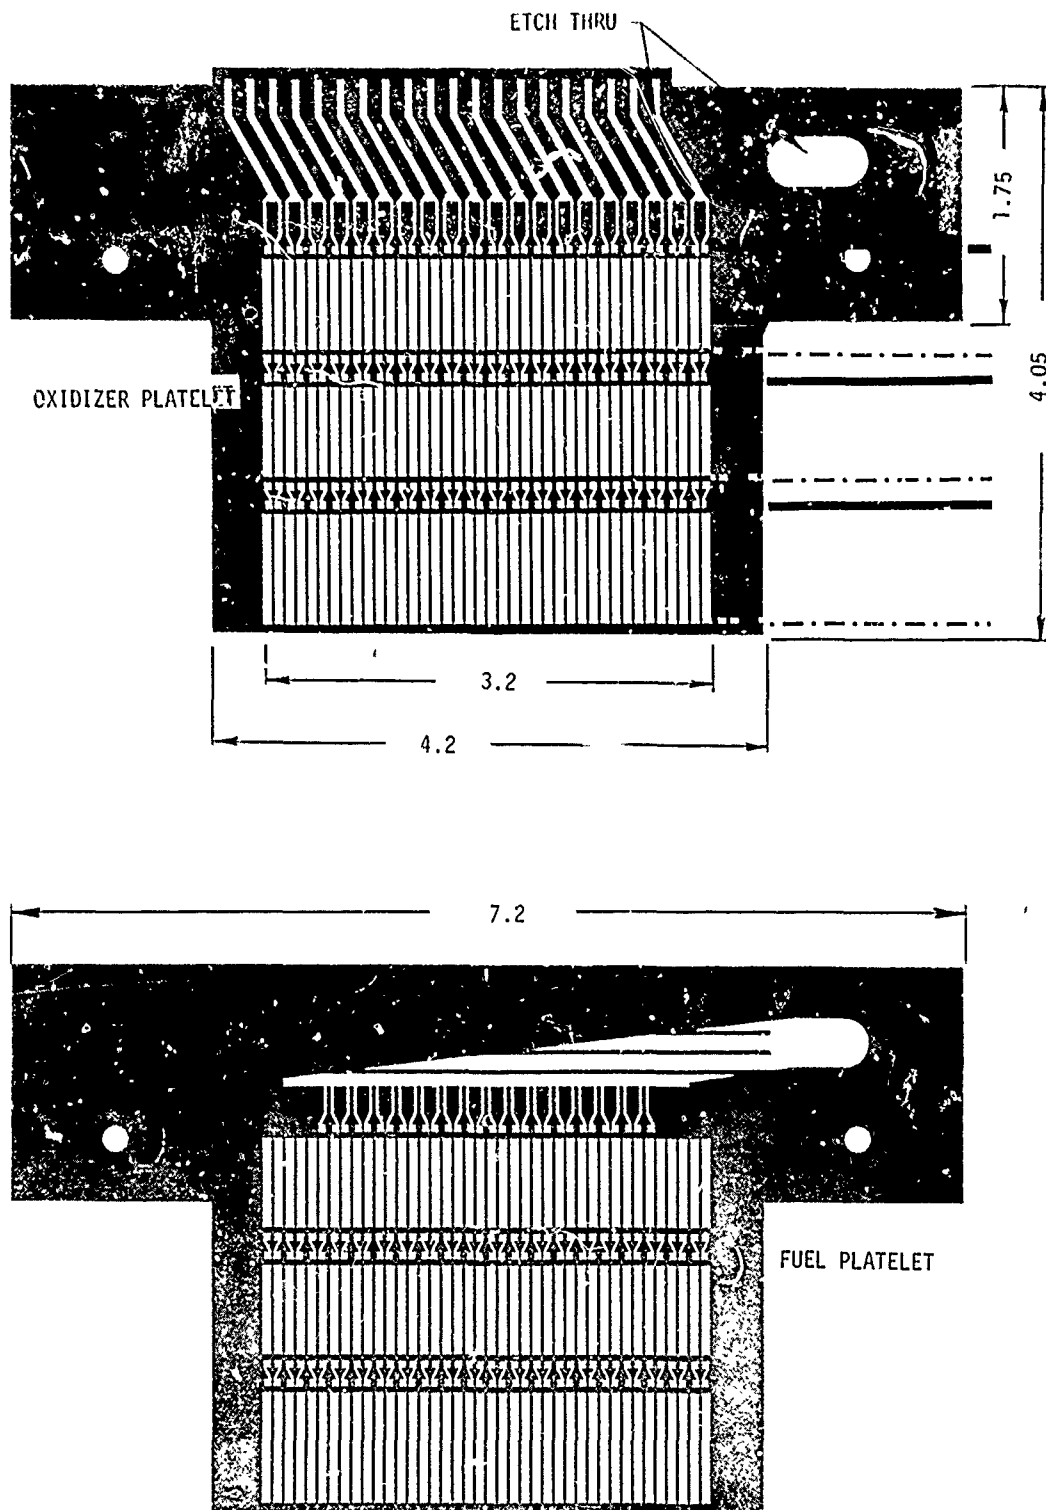 ETCH THRU
1.75
4.05
OXIDIZER PLATELET
3.2
4.2
7.2
FUEL PLATELET